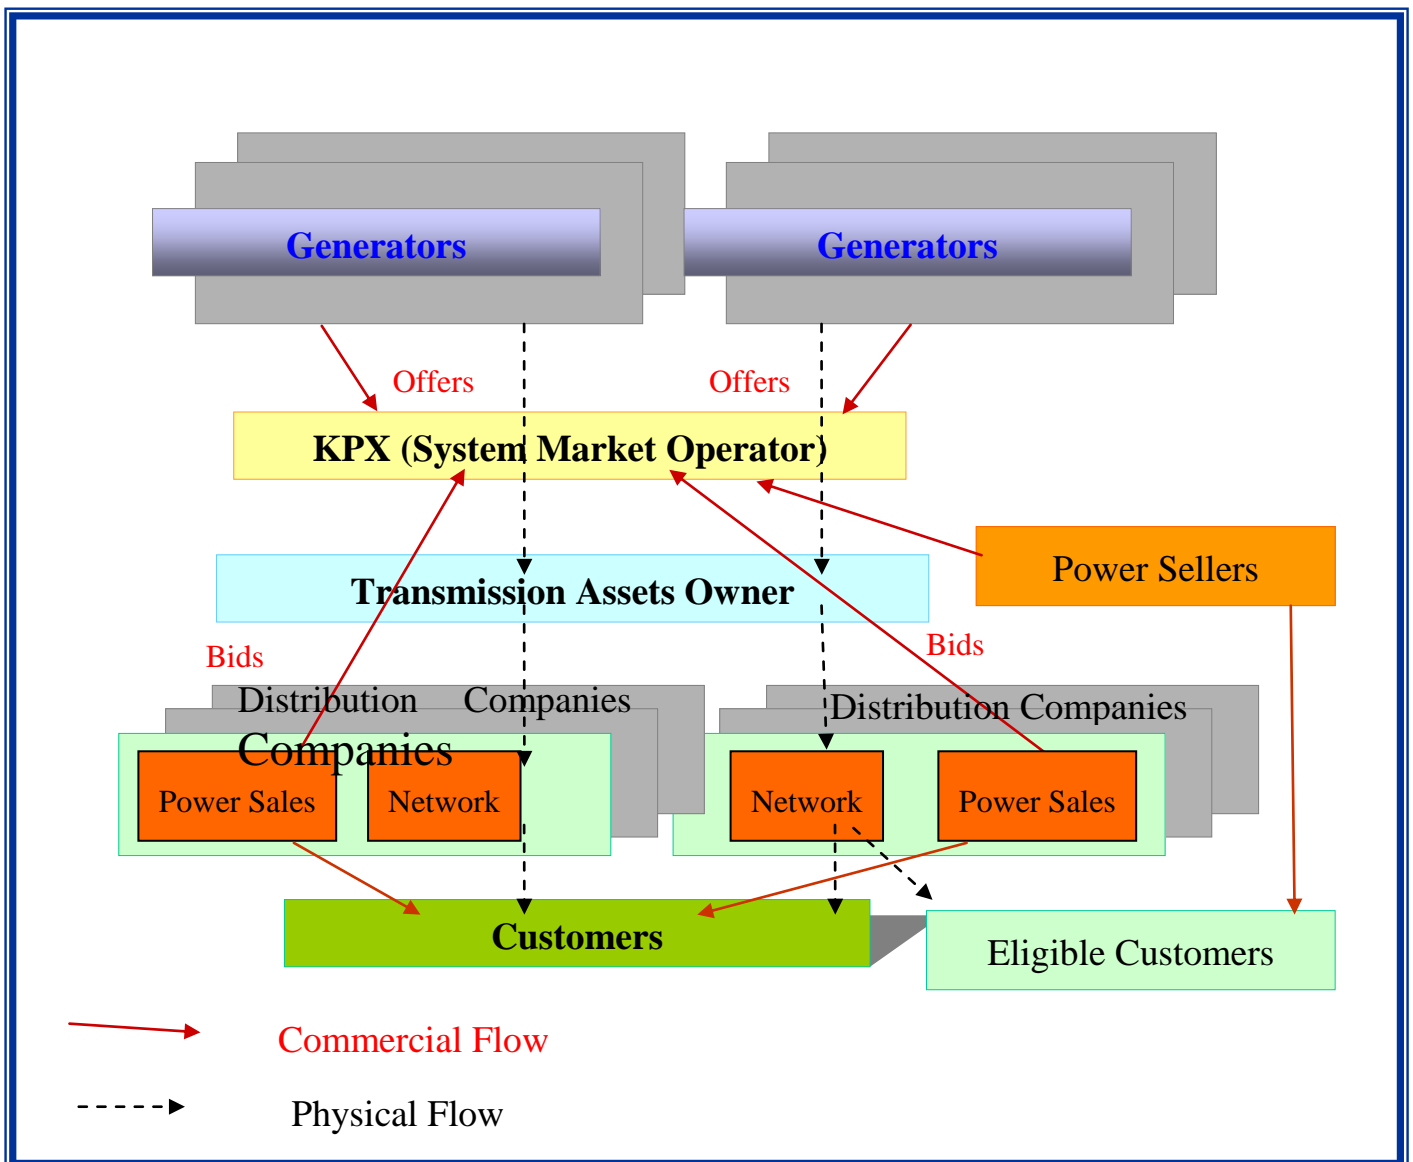 Generators
Generators
Offers
Offers
KPX (System Market Operator)
Power Sellers
Transmission Assets Owner
Bids
Bids
Distribution Companies
Companies
Distribution Companies
Power Sales
Network
Network
Power Sales
Customers
Eligible Customers
Commercial Flow
Physical Flow